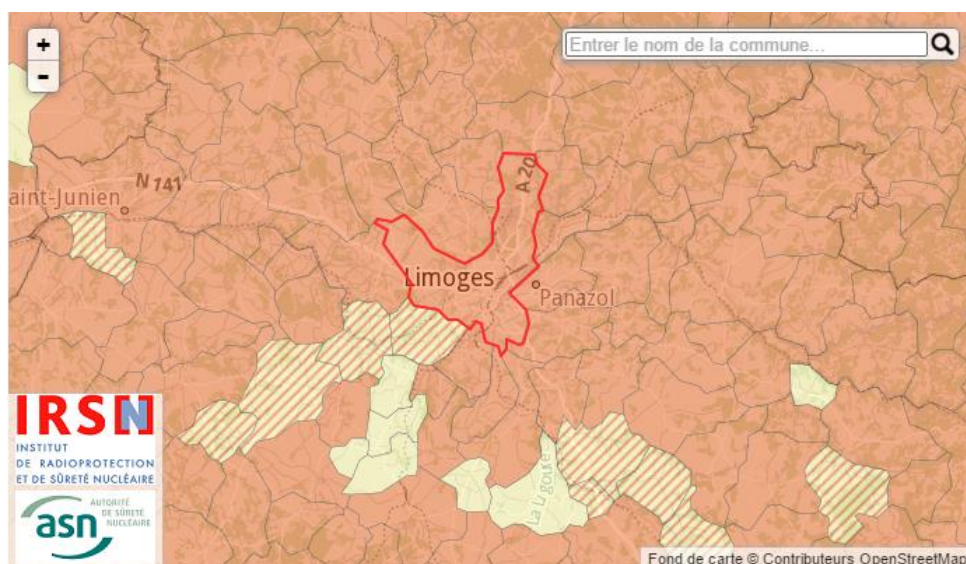 +
-
Entrer le nom de la commune...
A 20
N 141
aint-Junien
Limoges
Panazol
La Ligoure
IRSN
INSTITUT
DE RADIOPROTECTION
ET DE SÛRETÉ NUCLÉAIRE
asn
AUTORITÉ
DE SÛRETÉ
NUCLÉAIRE
Fond de carte © Contributeurs OpenStreetMap